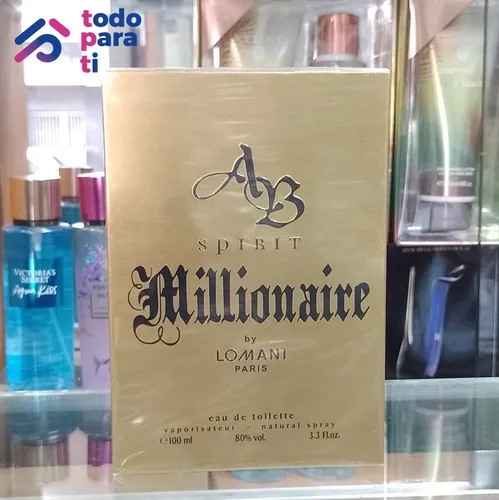 todo
para
ti
AB
SPIRIT
Millionaire
by
LOMANI
PARIS
eau de toilette
vaporisateur - natural spray
℮100 ml 80% vol. 3.3 Fl.oz.
VICTORIA'S
SECRET
Aqua Kiss